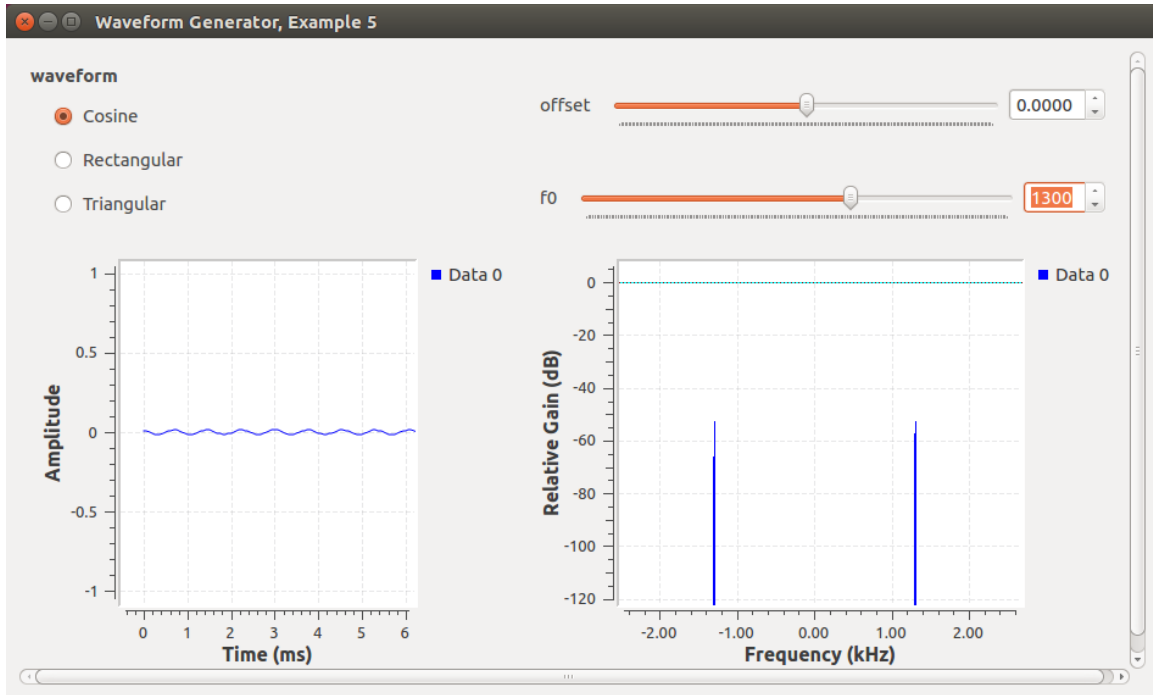 Waveform Generator, Example 5
waveform
Cosine
Rectangular
Triangular
offset
0.0000
f0
1300
1
0.5
0
-0.5
-1
Amplitude
0
1
2
3
4
5
6
Time (ms)
Data 0
0
-20
-40
-60
-80
-100
-120
Relative Gain (dB)
-2.00
-1.00
0.00
1.00
2.00
Frequency (kHz)
Data 0